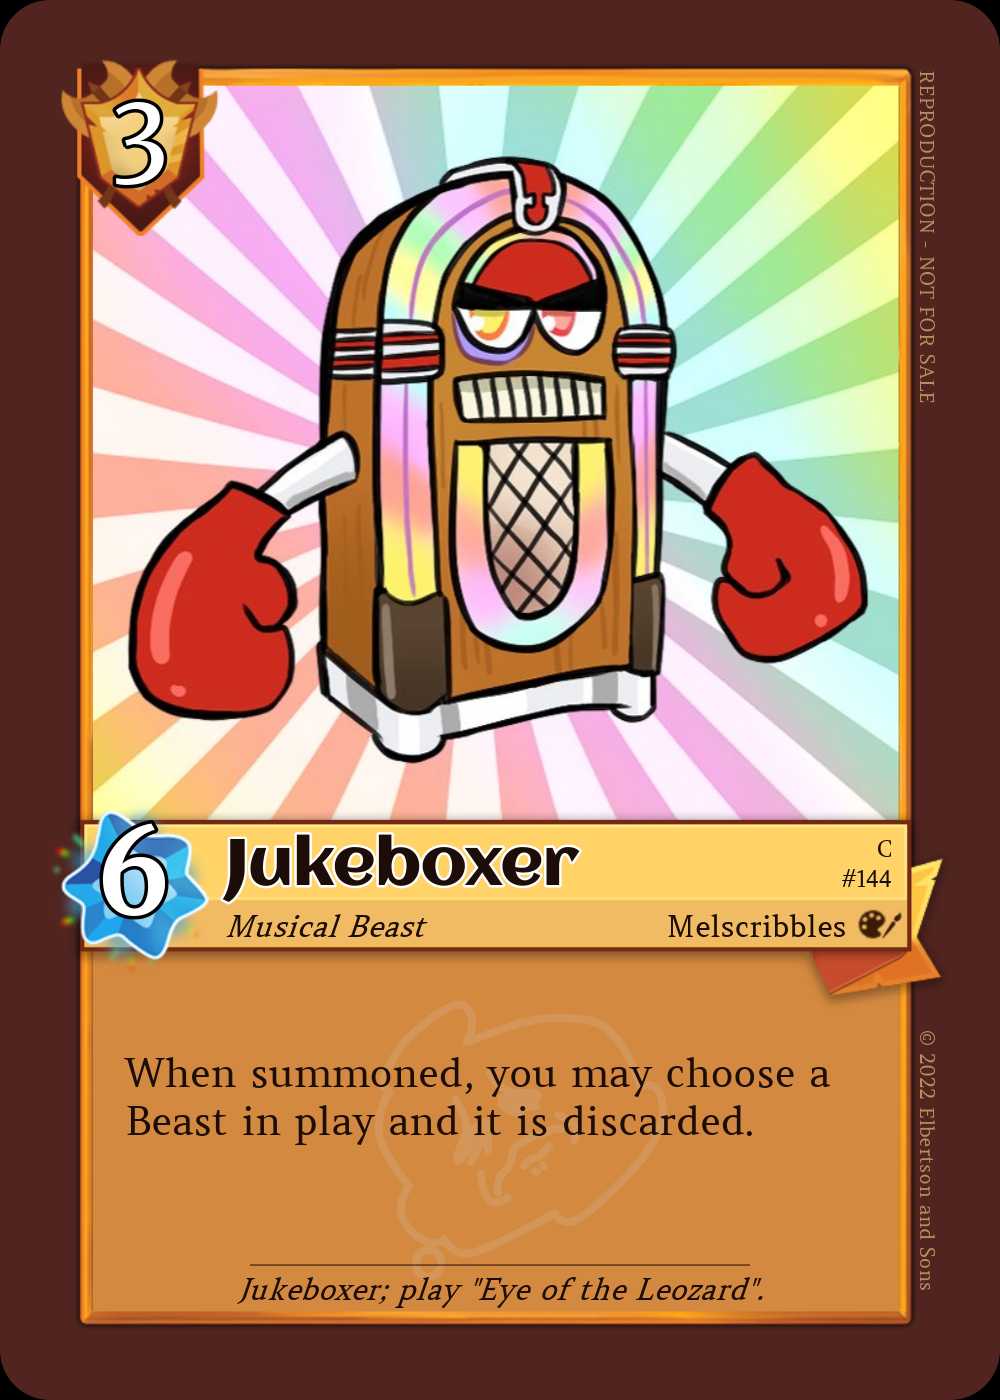 3
REPRODUCTION - NOT FOR SALE
6
Jukeboxer
C
#144
Musical Beast
Melscribbles
When summoned, you may choose a
Beast in play and it is discarded.
Jukeboxer; play "Eye of the Leozard".
© 2022 Elbertson and Sons